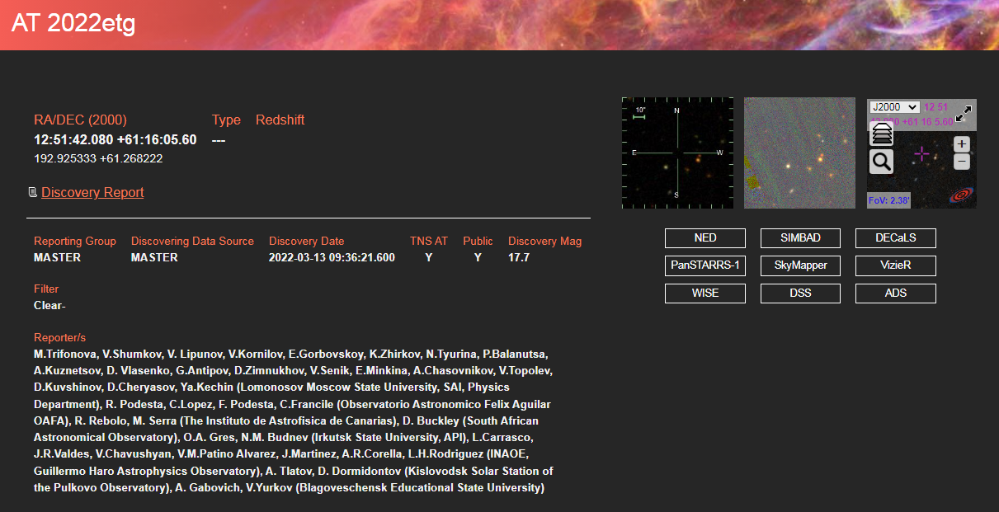 AT 2022etg
RA/DEC (2000) Type Redshift
12:51:42.080 +61:16:05.60 ---
192.925333 +61.268222
Discovery Report
Reporting Group Discovering Data Source Discovery Date TNS AT Public Discovery Mag
MASTER MASTER 2022-03-13 09:36:21.600 Y Y 17.7
Filter
Clear-
Reporter/s
M.Trifonova, V.Shumkov, V. Lipunov, V.Kornilov, E.Gorbovskoy, K.Zhirkov, N.Tyurina, P.Balanutsa,
A.Kuznetsov, D. Vlasenko, G.Antipov, D.Zimnukhov, V.Senik, E.Minkina, A.Chasovnikov, V.Topolev,
D.Kuvshinov, D.Cheryasov, Ya.Kechin (Lomonosov Moscow State University, SAI, Physics
Department), R. Podesta, C.Lopez, F. Podesta, C.Francile (Observatorio Astronomico Felix Aguilar
OAFA), R. Rebolo, M. Serra (The Instituto de Astrofisica de Canarias), D. Buckley (South African
Astronomical Observatory), O.A. Gres, N.M. Budnev (Irkutsk State University, API), L.Carrasco,
J.R.Valdes, V.Chavushyan, V.M.Patino Alvarez, J.Martinez, A.R.Corella, L.H.Rodriguez (INAOE,
Guillermo Haro Astrophysics Observatory), A. Tlatov, D. Dormidontov (Kislovodsk Solar Station of
the Pulkovo Observatory), A. Gabovich, V.Yurkov (Blagoveschensk Educational State University)
10"
N
E W
S
J2000 12 51
+61 16 5.60
+
−
FoV: 2.38'
NED SIMBAD DECaLS
PanSTARRS-1 SkyMapper VizieR
WISE DSS ADS